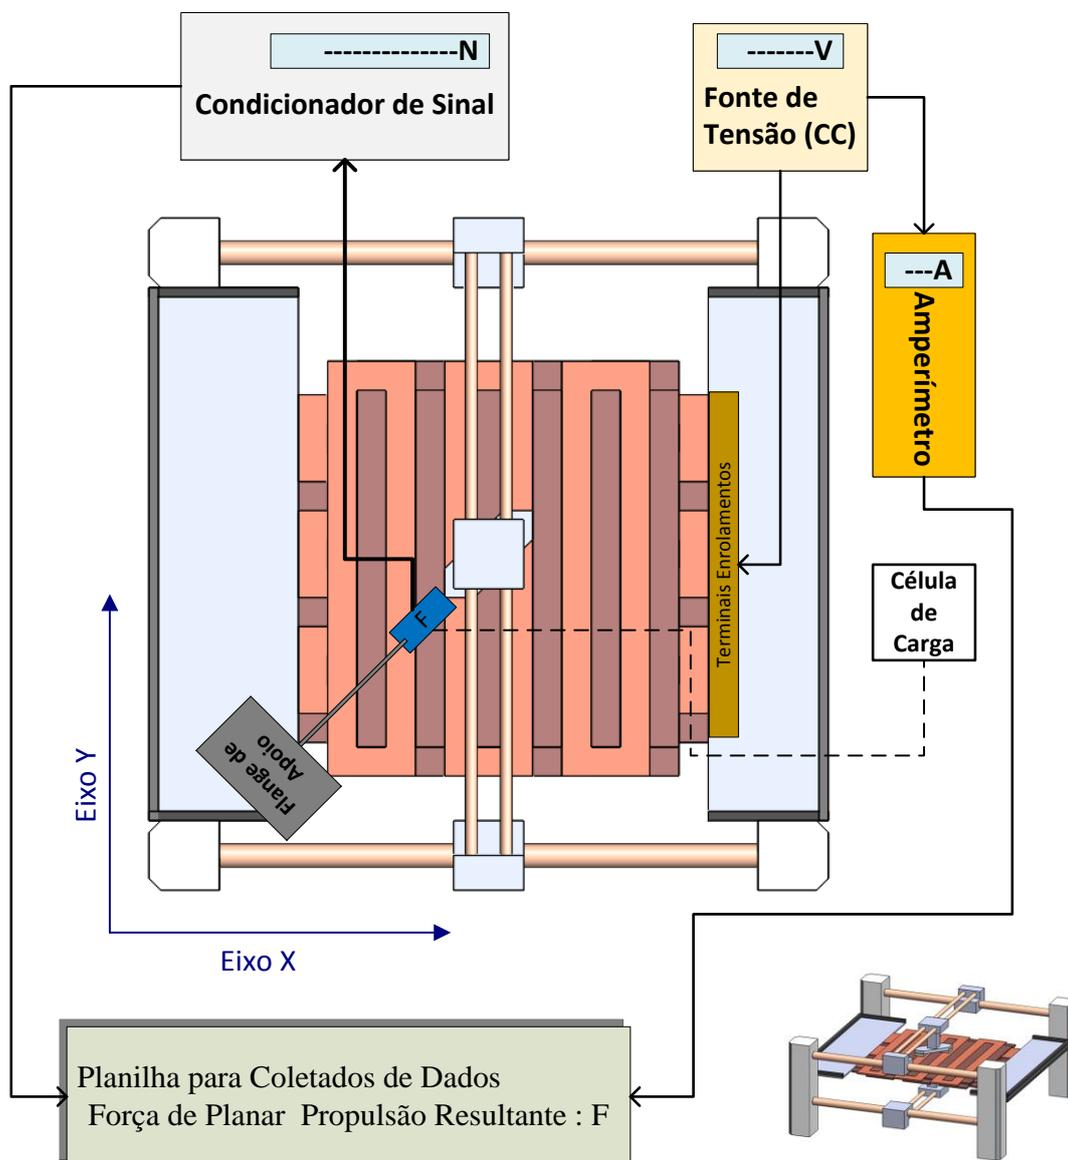 --------------N
Condicionador de Sinal
-------V
Fonte de
Tensão (CC)
---A
Amperímetro
Terminais Enrolamentos
Célula
de
Carga
F
Flange de
Apoio
Eixo Y
Eixo X
Planilha para Coletados de Dados
Força de Planar Propulsão Resultante : F